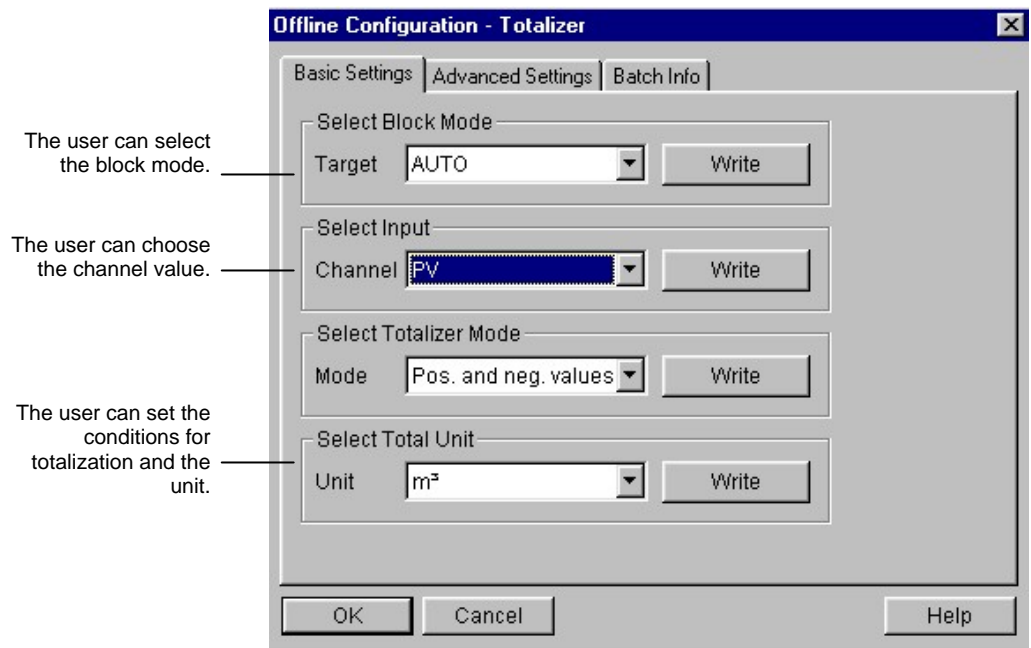 Offline Configuration - Totalizer
Basic Settings Advanced Settings Batch Info
The user can select
the block mode.
Select Block Mode
Target AUTO Write
The user can choose
the channel value.
Select Input
Channel PV Write
Select Totalizer Mode
Mode Pos. and neg. values Write
The user can set the
conditions for
totalization and the
unit.
Select Total Unit
Unit m³ Write
OK Cancel Help